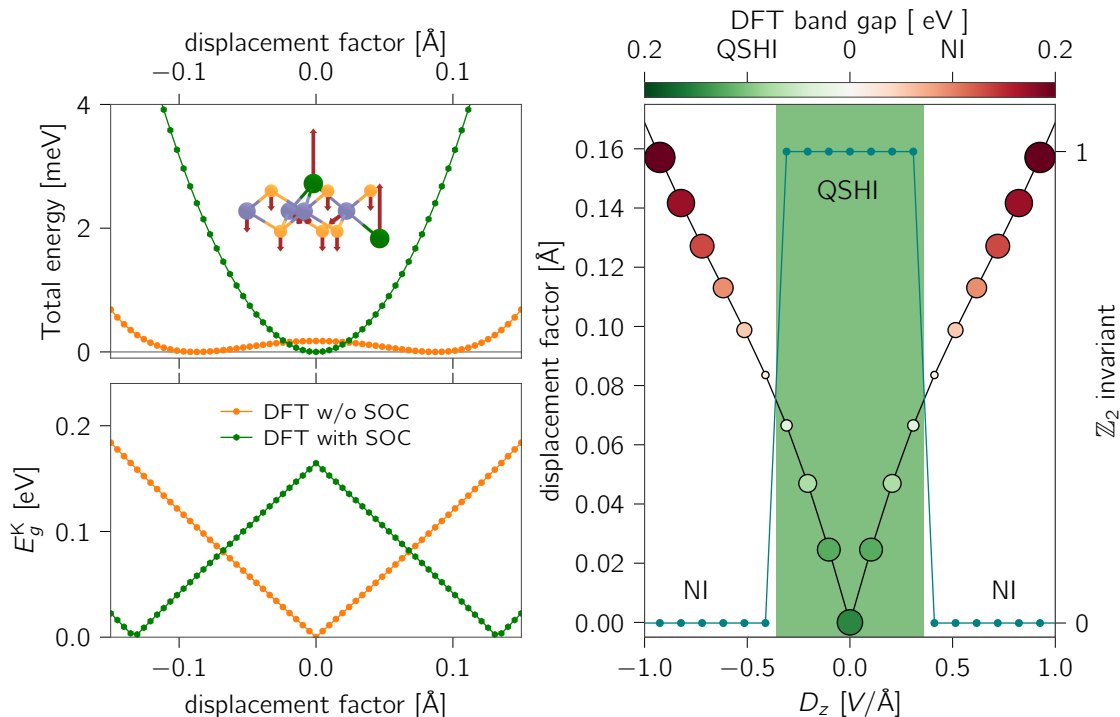 displacement factor [Å]
−0.1 0.0 0.1
4
2
0
Total energy [meV]
DFT w/o SOC
DFT with SOC
0.2
0.1
0.0
E_g^K [eV]
−0.1 0.0 0.1
displacement factor [Å]
DFT band gap [ eV]
QSHI NI
0.2 0 0.2
0.16
0.14
0.12
0.10
0.08
0.06
0.04
0.02
0.00
displacement factor [Å]
QSHI
NI NI
1
0
ℤ₂ invariant
−1.0 −0.5 0.0 0.5 1.0
D_z [V/Å]